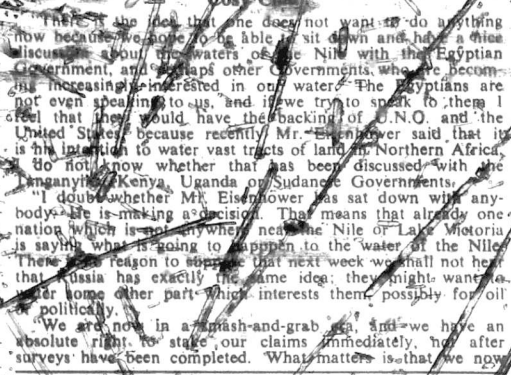 There is the idea that one does not want to do anything
now because we hope to be able to sit down and have a nice
discussion about the waters of the Nile with the Egyptian
Government, and perhaps other Governments, who are becom-
ing increasingly interested in our water. The Egyptians are
not even speaking to us, and if we try to speak to them I
feel that they would have the backing of U.N.O. and the
United States, because recently Mr. Eisenhower said that it
is his intention to water vast tracts of land in Northern Africa.
do not know whether that has been discussed with the
Tanganyika, Kenya, Uganda or Sudanese Governments.
"I doubt whether Mr. Eisenhower has sat down with any-
body. He is making a decision. That means that already one
nation which is not anywhere near the Nile or Lake Victoria
is saying what is going to happen to the water of the Nile.
There is reason to suppose that next week we shall not hear
that Russia has exactly the same idea; they might want to
water some other part which interests them, possibly for oil
politically.
"We are now in a smash-and-grab era, and we have an
absolute right to stake our claims immediately, not after
surveys have been completed. What matters is that we now